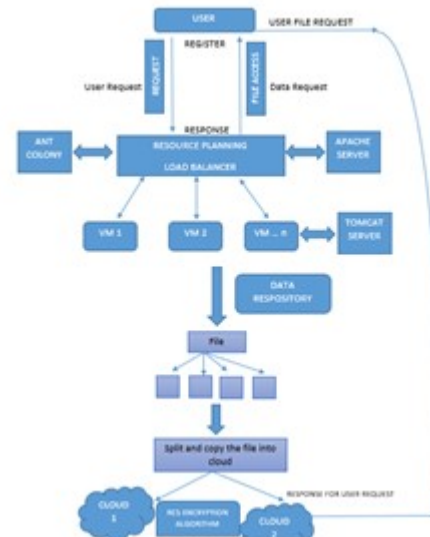 USER
USER FILE REQUEST
REGISTER
REQUEST
FILE ACCESS
User Request
Data Request
RESPONSE
ANT
COLONY
RESOURCE PLANNING
LOAD BALANCER
APACHE
SERVER
VM 1
VM 2
VM ... n
TOMCAT
SERVER
DATA
RESPOSITORY
File
Split and copy the file into
cloud
RESPONSE FOR USER REQUEST
CLOUD
1
ENCRYPTION
ALGORITHM
CLOUD
2